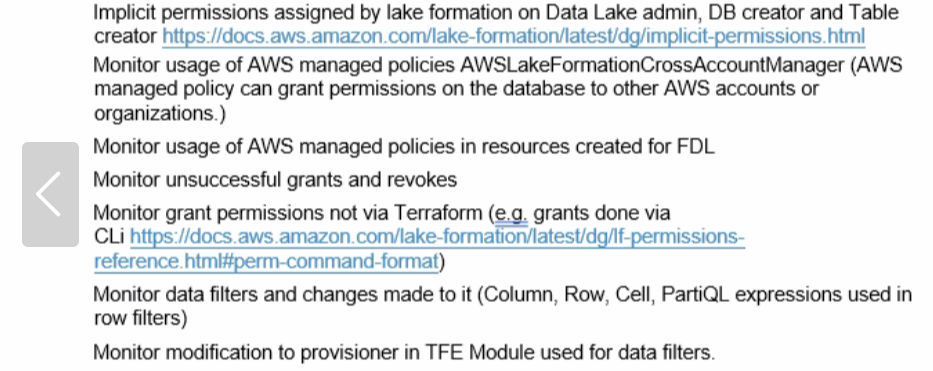 Implicit permissions assigned by lake formation on Data Lake admin, DB creator and Table
creator https://docs.aws.amazon.com/lake-formation/latest/dg/implicit-permissions.html
Monitor usage of AWS managed policies AWSLakeFormationCrossAccountManager (AWS
managed policy can grant permissions on the database to other AWS accounts or
organizations.)
Monitor usage of AWS managed policies in resources created for FDL
Monitor unsuccessful grants and revokes
Monitor grant permissions not via Terraform (e.g. grants done via
CLi https://docs.aws.amazon.com/lake-formation/latest/dg/lf-permissions-
reference.html#perm-command-format)
Monitor data filters and changes made to it (Column, Row, Cell, PartiQL expressions used in
row filters)
Monitor modification to provisioner in TFE Module used for data filters.